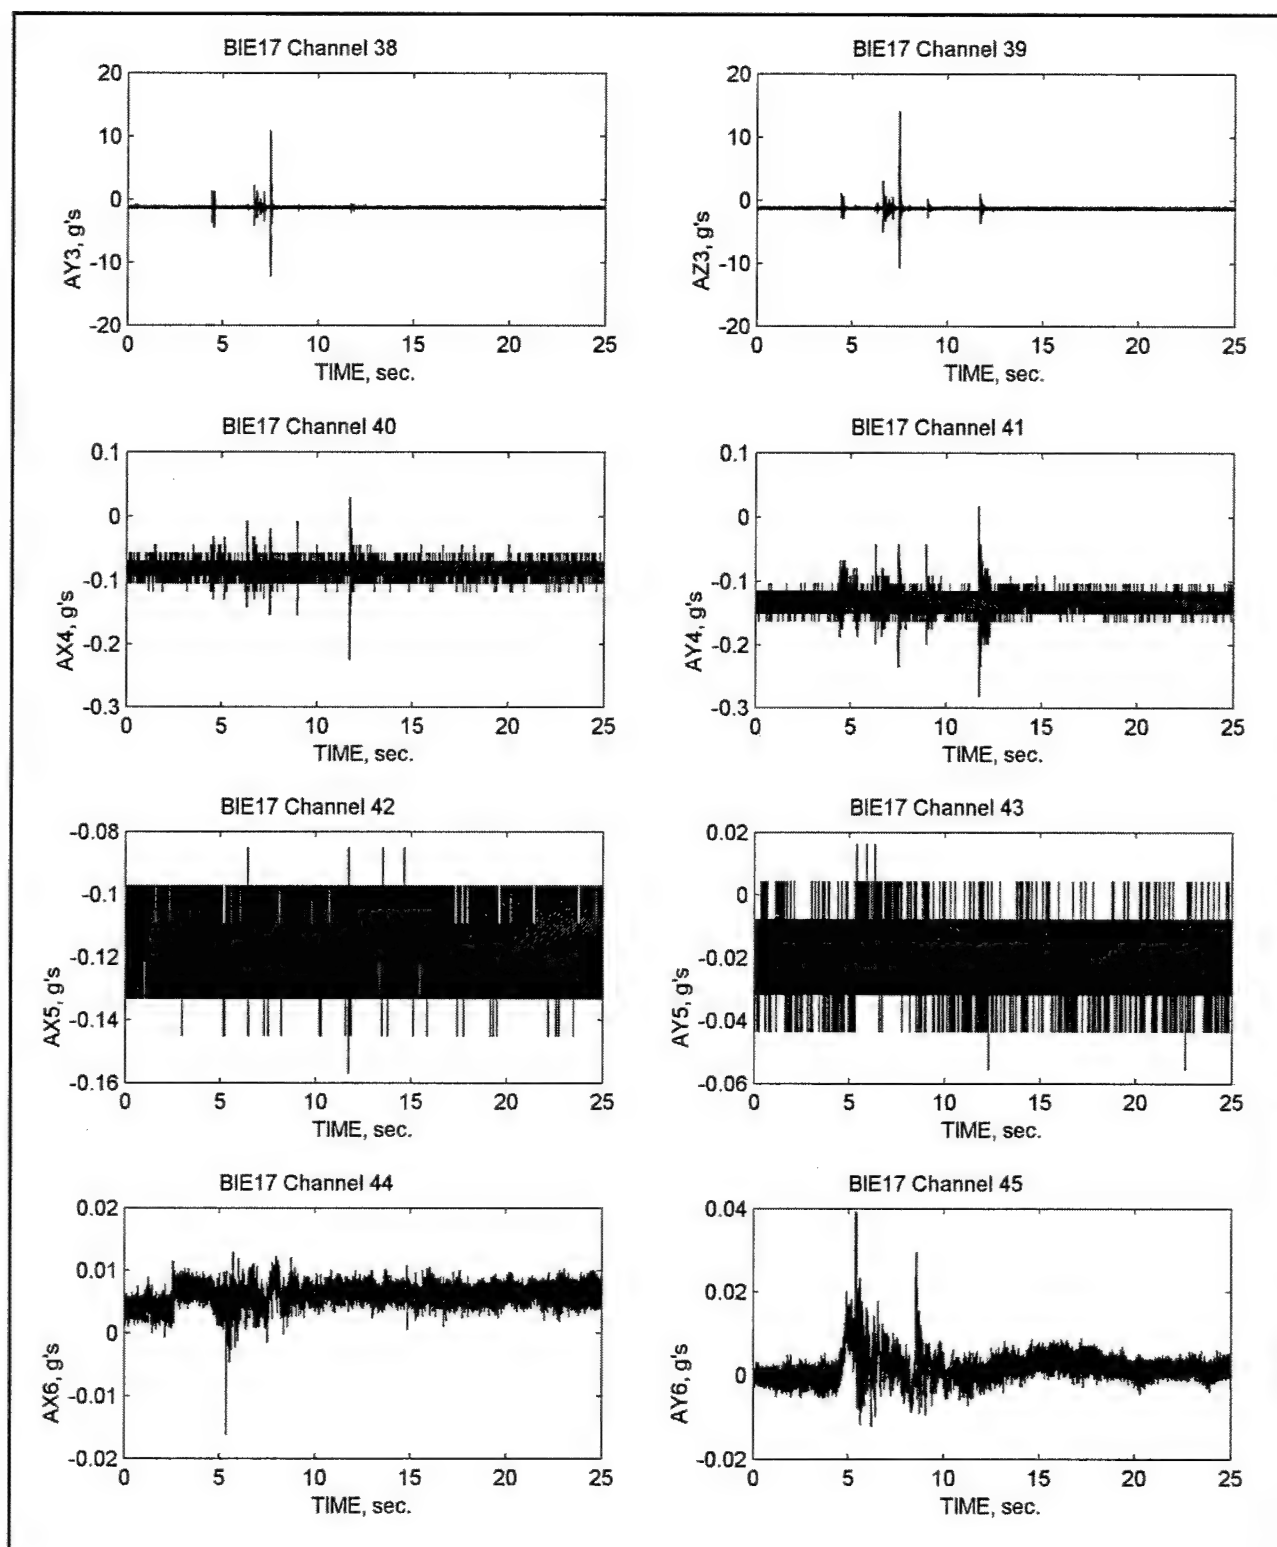 BIE17 Channel 38
20
10
0
-10
-20
AY3, g's
0 5 10 15 20 25
TIME, sec.
BIE17 Channel 39
20
10
0
-10
-20
AZ3, g's
0 5 10 15 20 25
TIME, sec.
BIE17 Channel 40
0.1
0
-0.1
-0.2
-0.3
AX4, g's
0 5 10 15 20 25
TIME, sec.
BIE17 Channel 41
0.1
0
-0.1
-0.2
-0.3
AY4, g's
0 5 10 15 20 25
TIME, sec.
BIE17 Channel 42
-0.08
-0.1
-0.12
-0.14
-0.16
AX5, g's
0 5 10 15 20 25
TIME, sec.
BIE17 Channel 43
0.02
0
-0.02
-0.04
-0.06
AY5, g's
0 5 10 15 20 25
TIME, sec.
BIE17 Channel 44
0.02
0.01
0
-0.01
-0.02
AX6, g's
0 5 10 15 20 25
TIME, sec.
BIE17 Channel 45
0.04
0.02
0
-0.02
AY6, g's
0 5 10 15 20 25
TIME, sec.